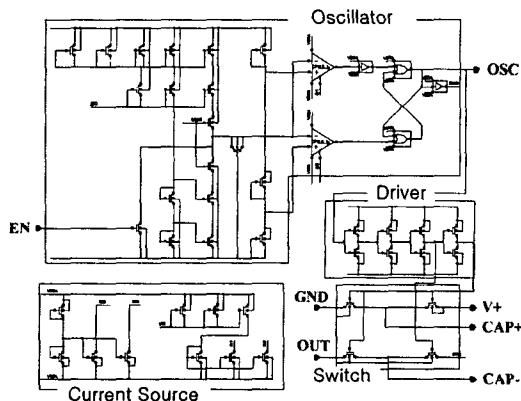 Oscillator
OSC
EN
Driver
GND
V+
CAP+
OUT
Switch
CAP-
Current Source